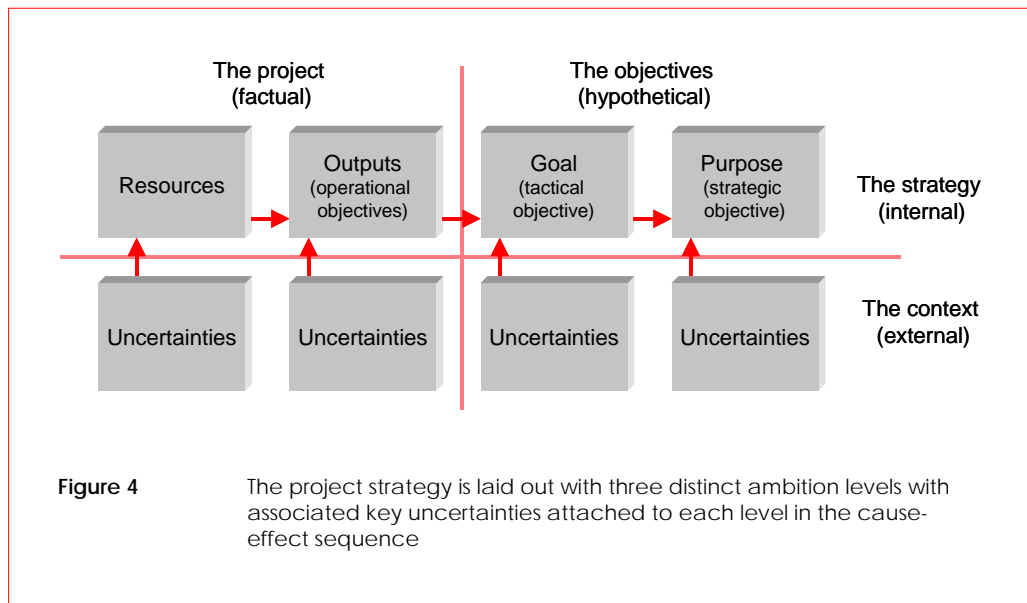 The project
(factual)
The objectives
(hypothetical)
Resources
Outputs
(operational
objectives)
Goal
(tactical
objective)
Purpose
(strategic
objective)
The strategy
(internal)
Uncertainties
Uncertainties
Uncertainties
Uncertainties
The context
(external)
Figure 4 The project strategy is laid out with three distinct ambition levels with
associated key uncertainties attached to each level in the cause-
effect sequence